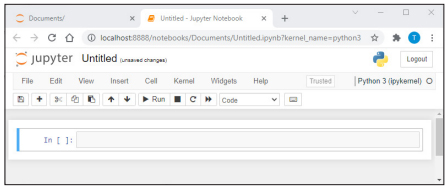 Documents/ Untitled - Jupyter Notebook
localhost:8888/notebooks/Documents/Untitled.ipynb?kernel_name=python3
jupyter Untitled (unsaved changes) Logout
File Edit View Insert Cell Kernel Widgets Help Trusted Python 3 (ipykernel)
Run Code
In [ ]: